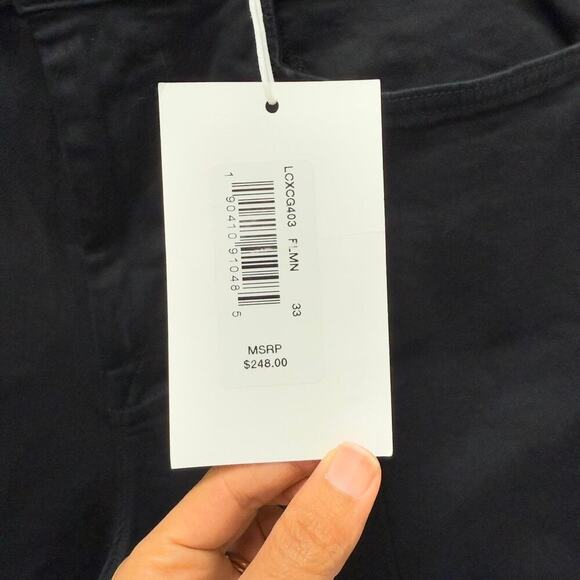 LCXCG403 FLMN 33
1 90410 91048 5
MSRP
$248.00